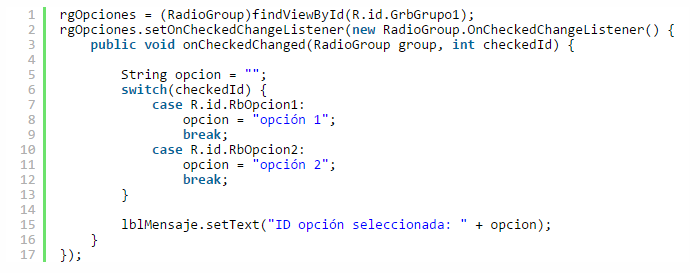 1 rgOpciones = (RadioGroup)findViewById(R.id.GrbGrupo1);
2 rgOpciones.setOnCheckedChangeListener(new RadioGroup.OnCheckedChangeListener() {
3 public void onCheckedChanged(RadioGroup group, int checkedId) {
4
5 String opcion = "";
6 switch(checkedId) {
7 case R.id.RbOpcion1:
8 opcion = "opción 1";
9 break;
10 case R.id.RbOpcion2:
11 opcion = "opción 2";
12 break;
13 }
14
15 lblMensaje.setText("ID opción seleccionada: " + opcion);
16 }
17 });